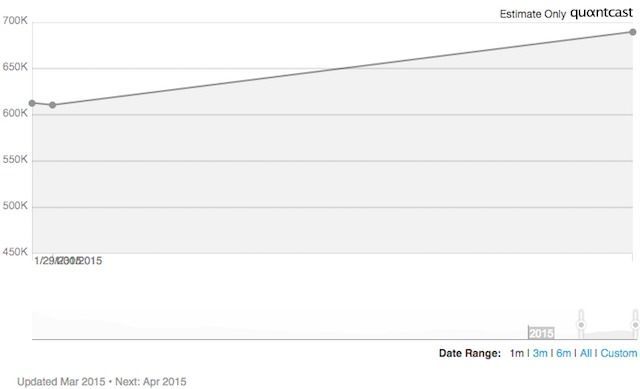 Estimate Only quantcast
700K
650K
600K
550K
500K
450K
2015
Date Range: 1m | 3m | 6m | All | Custom
Updated Mar 2015 • Next: Apr 2015